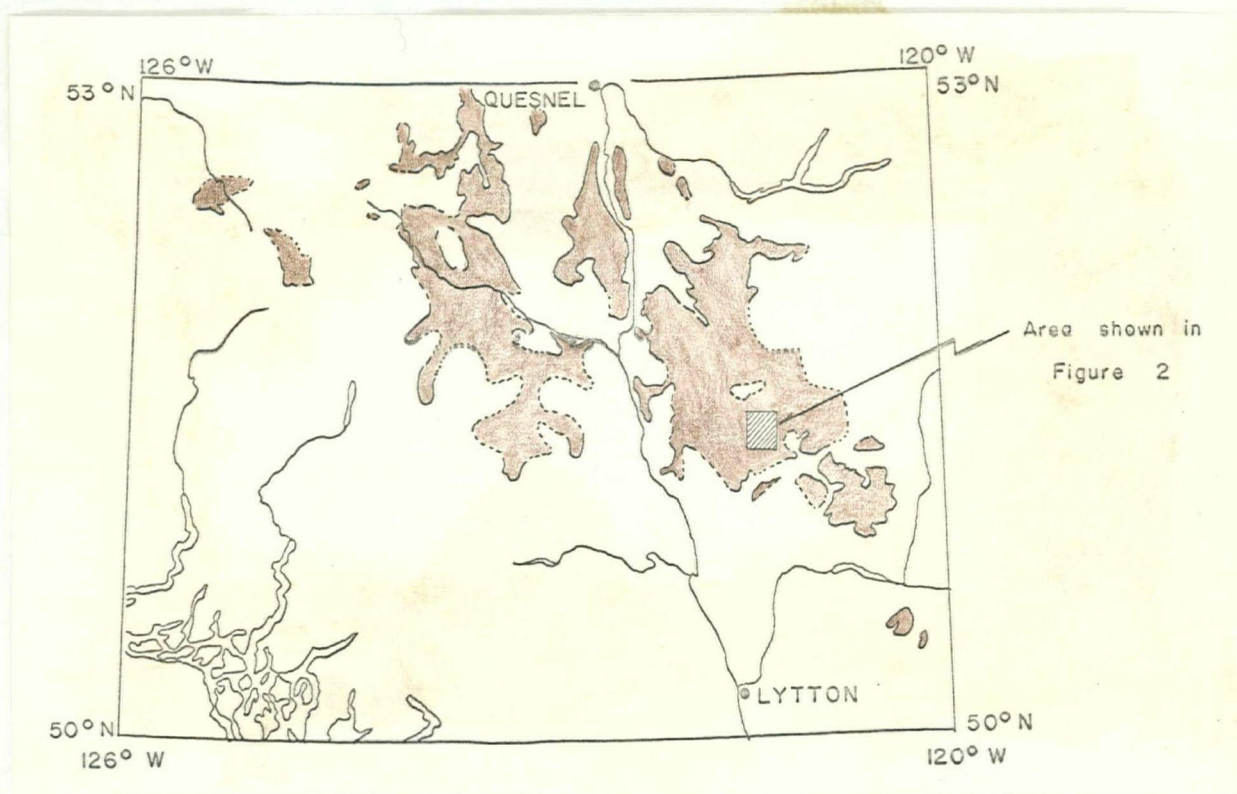 126° W
120° W
53° N
QUESNEL
53° N
Area shown in
Figure 2
LYTTON
50° N
50° N
126° W
120° W